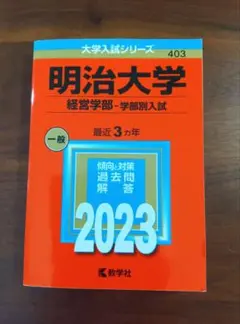 大学入試シリーズ
403
明治大学
経営学部-学部別入試
一般
最近3カ年
傾向と対策
過去問
解答
2023
教学社